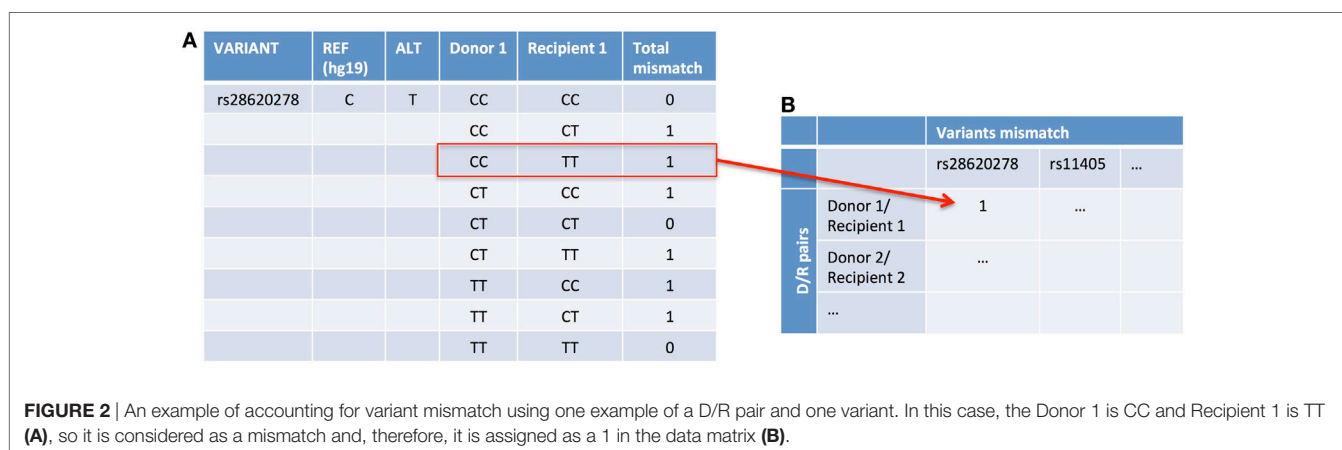 A
VARIANT REF (hg19) ALT Donor 1 Recipient 1 Total mismatch
rs28620278 C T CC CC 0
CC CT 1
CC TT 1
CT CC 1
CT CT 0
CT TT 1
TT CC 1
TT CT 1
TT TT 0
B
Variants mismatch
rs28620278 rs11405 ...
D/R pairs
Donor 1/ Recipient 1 1 ...
Donor 2/ Recipient 2 ...
...
FIGURE 2 | An example of accounting for variant mismatch using one example of a D/R pair and one variant. In this case, the Donor 1 is CC and Recipient 1 is TT
(A), so it is considered as a mismatch and, therefore, it is assigned as a 1 in the data matrix (B).